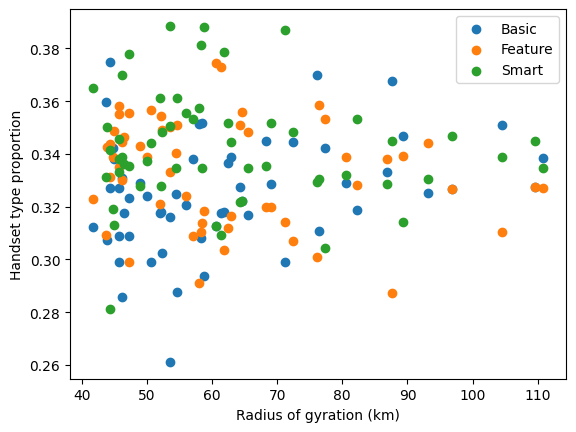 Basic
Feature
Smart
Handset type proportion
0.38
0.36
0.34
0.32
0.30
0.28
0.26
40 50 60 70 80 90 100 110
Radius of gyration (km)